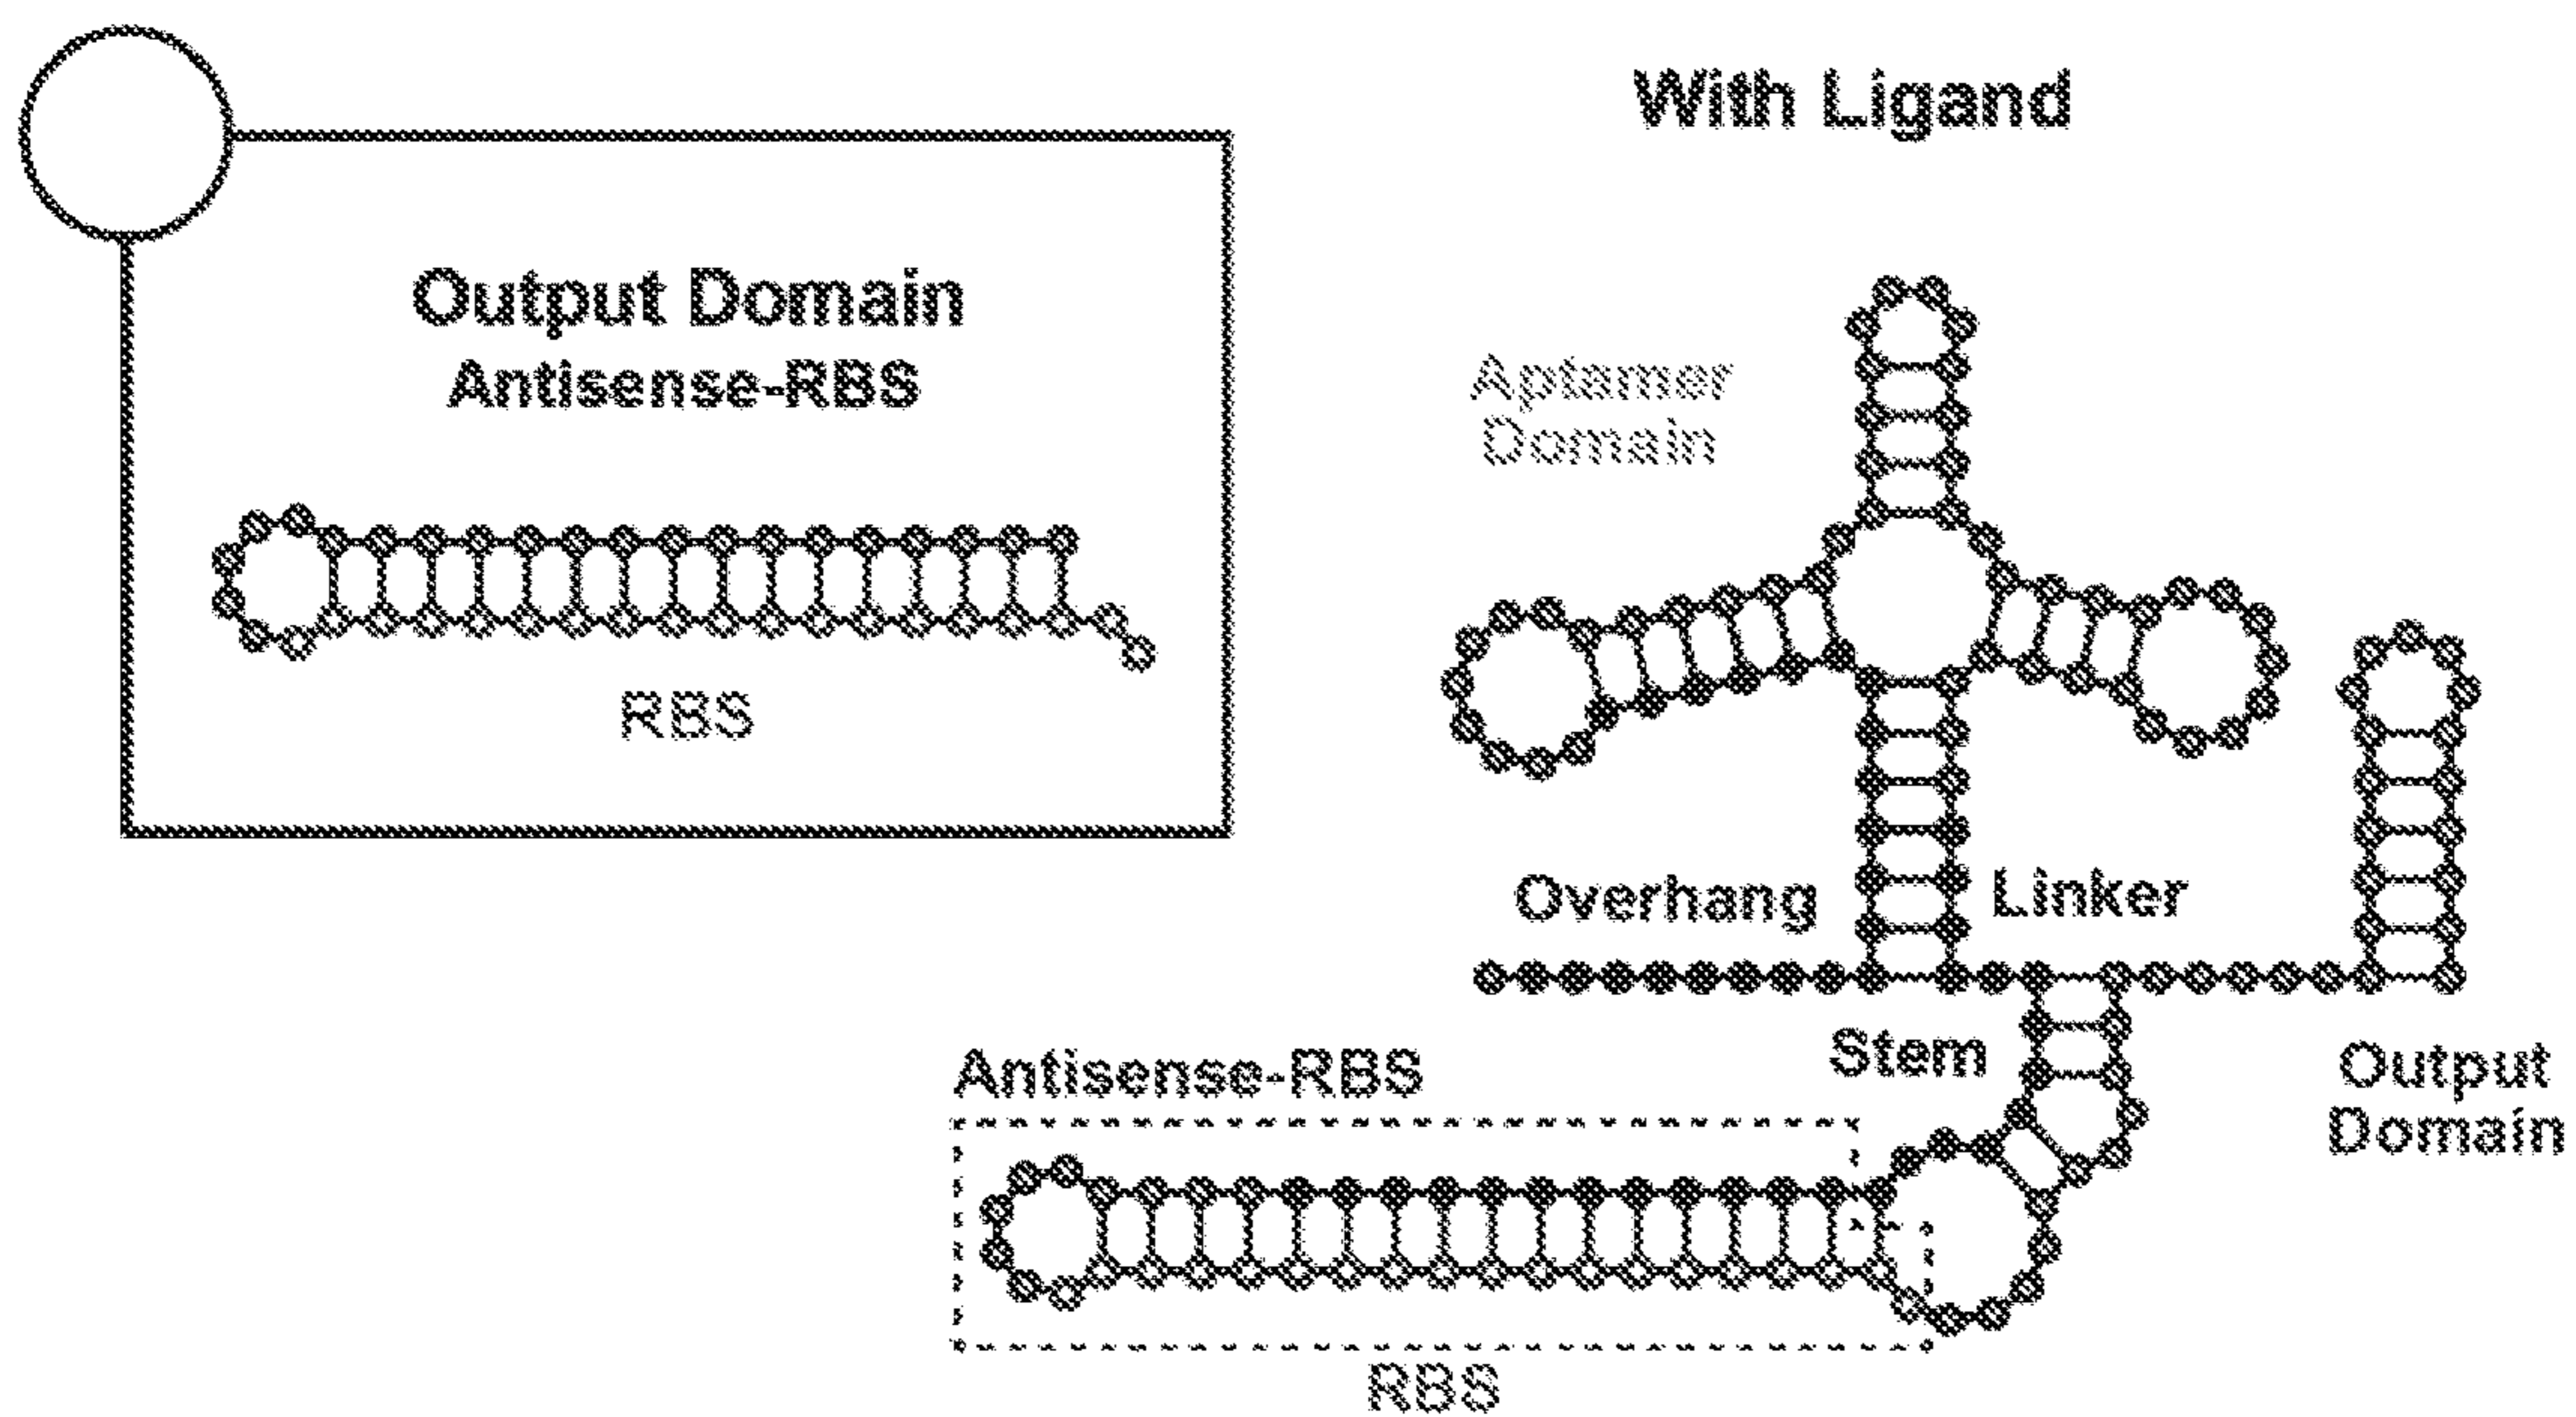 Output Domain
Antisense-RBS
RBS
With Ligand
Aptamer
Domain
Overhang
Linker
Stem
Output
Domain
Antisense-RBS
RBS